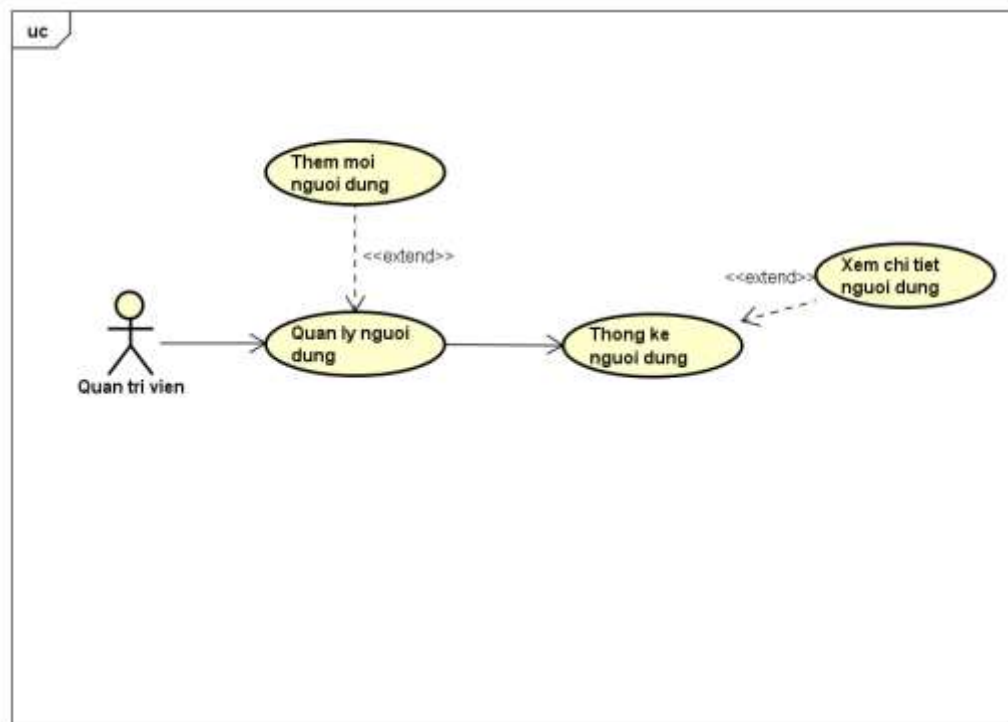 uc
Them moi
nguoi dung
<<extend>>
Xem chi tiet
nguoi dung
<<extend>>
Quan ly nguoi
dung
Thong ke
nguoi dung
Quan tri vien